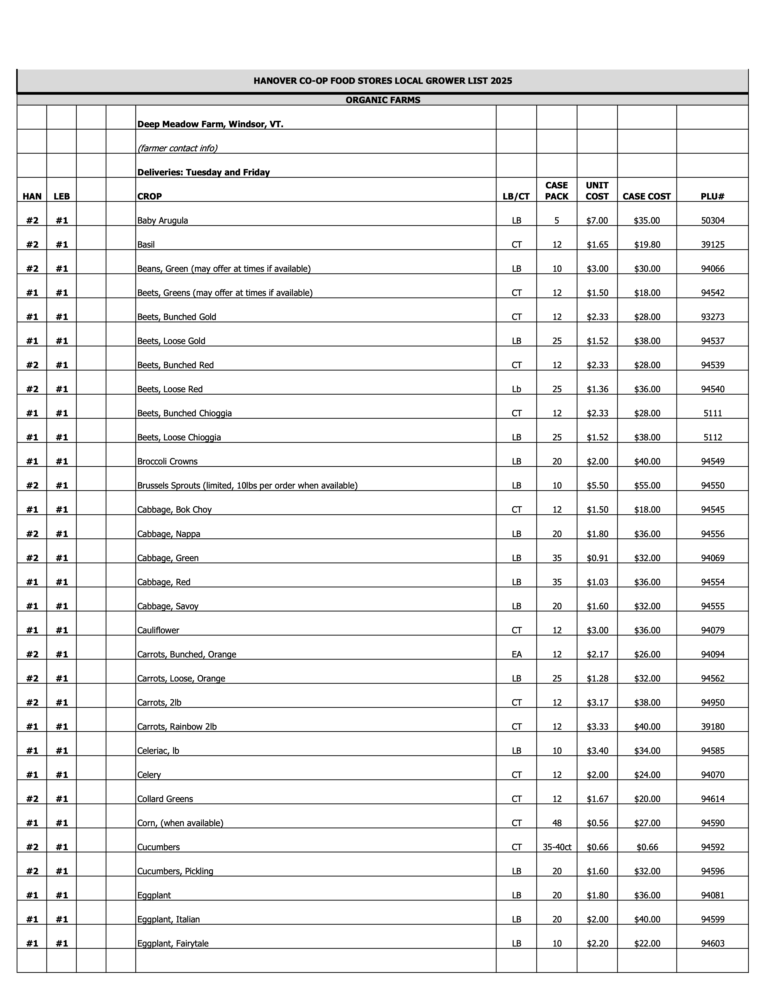 HANOVER CO-OP FOOD STORES LOCAL GROWER LIST 2025
ORGANIC FARMS
Deep Meadow Farm, Windsor, VT.
(farmer contact info)
Deliveries: Tuesday and Friday
HAN LEB CROP LB/CT CASE PACK UNIT COST CASE COST PLU#
#2 #1 Baby Arugula LB 5 $7.00 $35.00 50304
#2 #1 Basil CT 12 $1.65 $19.80 39125
#2 #1 Beans, Green (may offer at times if available) LB 10 $3.00 $30.00 94066
#1 #1 Beets, Greens (may offer at times if available) CT 12 $1.50 $18.00 94542
#1 #1 Beets, Bunched Gold CT 12 $2.33 $28.00 93273
#1 #1 Beets, Loose Gold LB 25 $1.52 $38.00 94537
#2 #1 Beets, Bunched Red CT 12 $2.33 $28.00 94539
#2 #1 Beets, Loose Red Lb 25 $1.36 $36.00 94540
#1 #1 Beets, Bunched Chioggia CT 12 $2.33 $28.00 5111
#1 #1 Beets, Loose Chioggia LB 25 $1.52 $38.00 5112
#1 #1 Broccoli Crowns LB 20 $2.00 $40.00 94549
#2 #1 Brussels Sprouts (limited, 10lbs per order when available) LB 10 $5.50 $55.00 94550
#1 #1 Cabbage, Bok Choy CT 12 $1.50 $18.00 94545
#2 #1 Cabbage, Nappa LB 20 $1.80 $36.00 94556
#2 #1 Cabbage, Green LB 35 $0.91 $32.00 94069
#1 #1 Cabbage, Red LB 35 $1.03 $36.00 94554
#1 #1 Cabbage, Savoy LB 20 $1.60 $32.00 94555
#1 #1 Cauliflower CT 12 $3.00 $36.00 94079
#2 #1 Carrots, Bunched, Orange EA 12 $2.17 $26.00 94094
#2 #1 Carrots, Loose, Orange LB 25 $1.28 $32.00 94562
#2 #1 Carrots, 2lb CT 12 $3.17 $38.00 94950
#1 #1 Carrots, Rainbow 2lb CT 12 $3.33 $40.00 39180
#1 #1 Celeriac, lb LB 10 $3.40 $34.00 94585
#1 #1 Celery CT 12 $2.00 $24.00 94070
#2 #1 Collard Greens CT 12 $1.67 $20.00 94614
#1 #1 Corn, (when available) CT 48 $0.56 $27.00 94590
#2 #1 Cucumbers CT 35-40ct $0.66 $0.66 94592
#2 #1 Cucumbers, Pickling LB 20 $1.60 $32.00 94596
#1 #1 Eggplant LB 20 $1.80 $36.00 94081
#1 #1 Eggplant, Italian LB 20 $2.00 $40.00 94599
#1 #1 Eggplant, Fairytale LB 10 $2.20 $22.00 94603